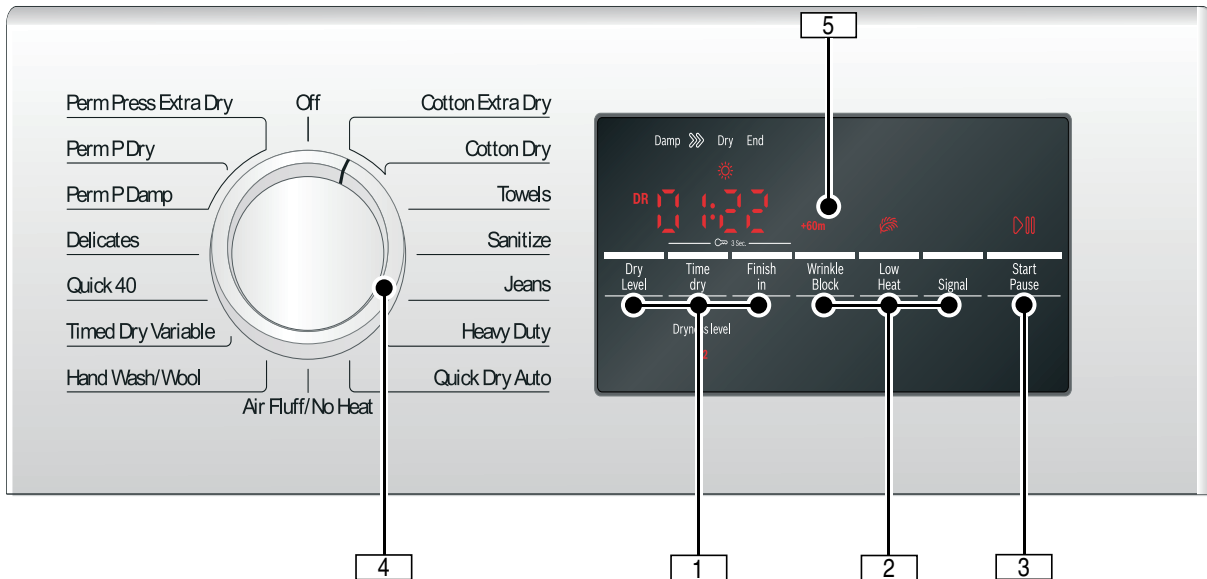 5
Perm Press Extra Dry
Off
Cotton Extra Dry
Perm P Dry
Cotton Dry
Perm P Damp
Towels
Delicates
Sanitize
Quick 40
Jeans
Timed Dry Variable
Heavy Duty
Hand Wash/Wool
Air Fluff/No Heat
Quick Dry Auto
Damp Dry End
DR 01:22
+60m
3 Sec.
Dry Level
Time dry
Finish in
Wrinkle Block
Low Heat
Signal
Start Pause
level
2
4
1
2
3